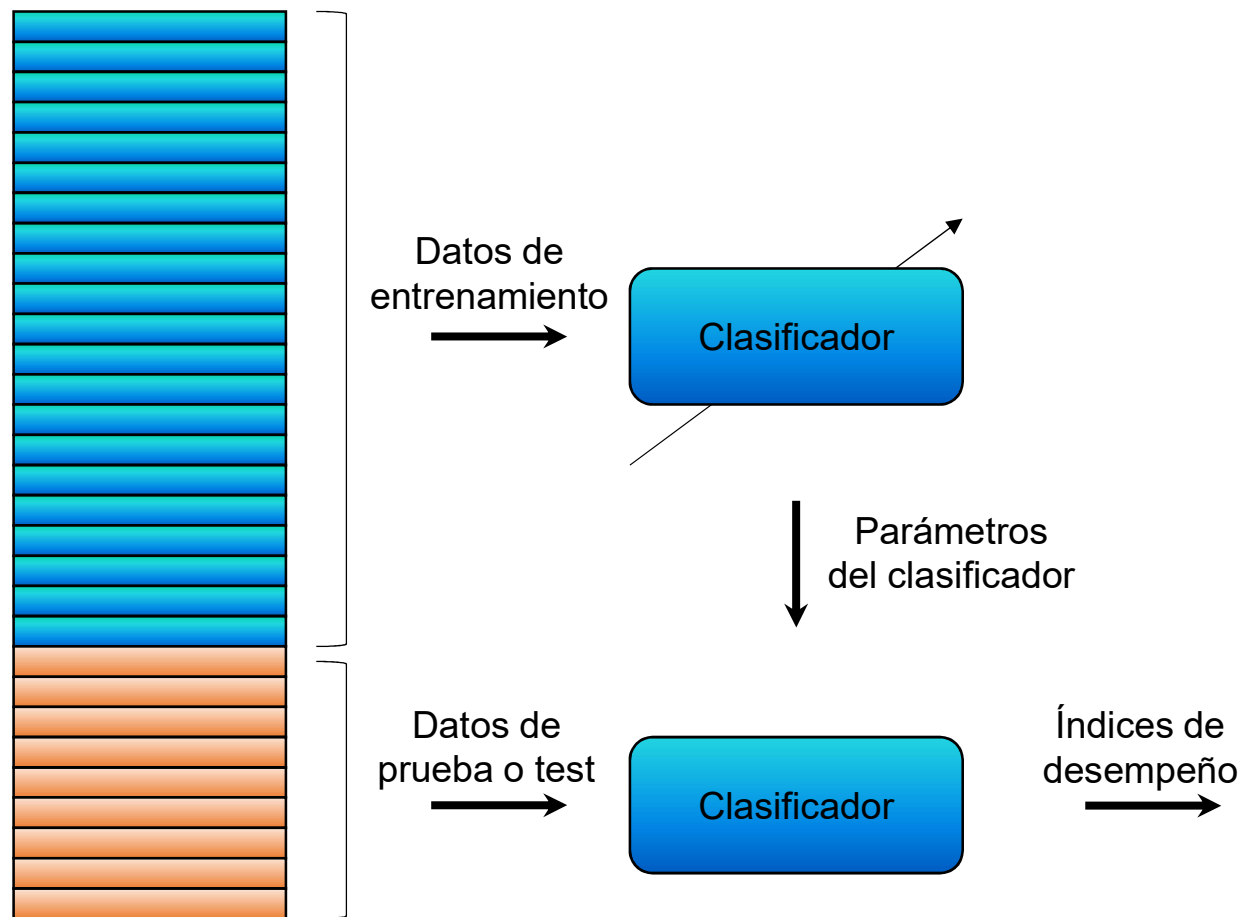 Datos de
entrenamiento
Clasificador
Parámetros
del clasificador
Datos de
prueba o test
Clasificador
Índices de
desempeño